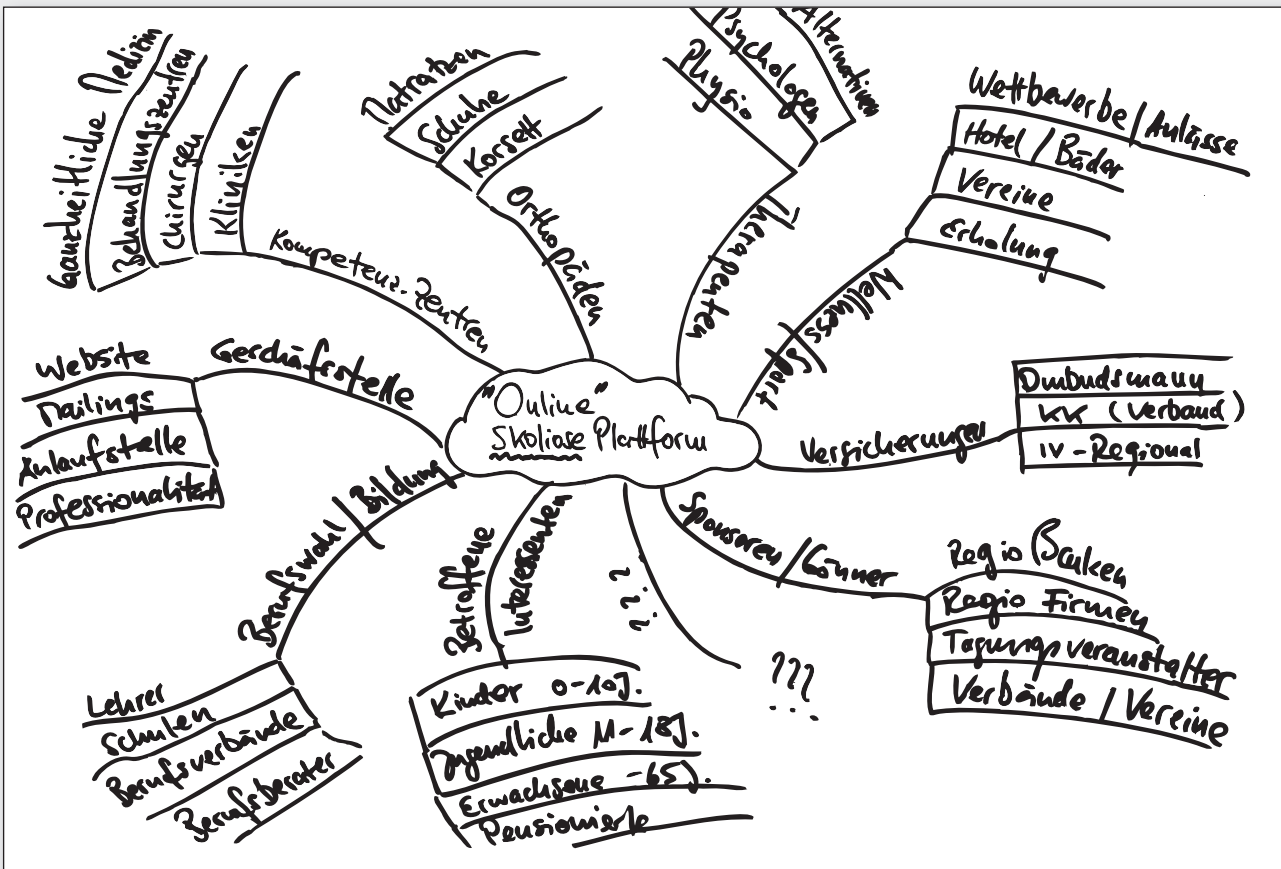 "Online"
Skoliose Plattform
Kompetenz-Zentren
Ganzheitliche Medizin
Behandlungszentren
Chirurgen
Kliniken
Orthopäden
Matratzen
Schuhe
Korsett
Therapeuten
Physio
Psychologen
Alternativen
Wellness / Sport
Wettbewerbe / Anlässe
Hotel / Bäder
Vereine
Erholung
Versicherungen
Ombudsmann
KK (Verband)
IV-Regional
Sponsoren / Gönner
Regio Banken
Regio Firmen
Tagungsveranstalter
Verbände / Vereine
???
Betroffene
Interessenten
Kinder 0-10J.
Jugendliche 11-18J.
Erwachsene -65J.
Pensionierte
Berufswahl / Bildung
Lehrer
Schulen
Berufsverbände
Berufsberater
Geschäfsstelle
Website
Mailings
Anlaufstelle
Professionalität